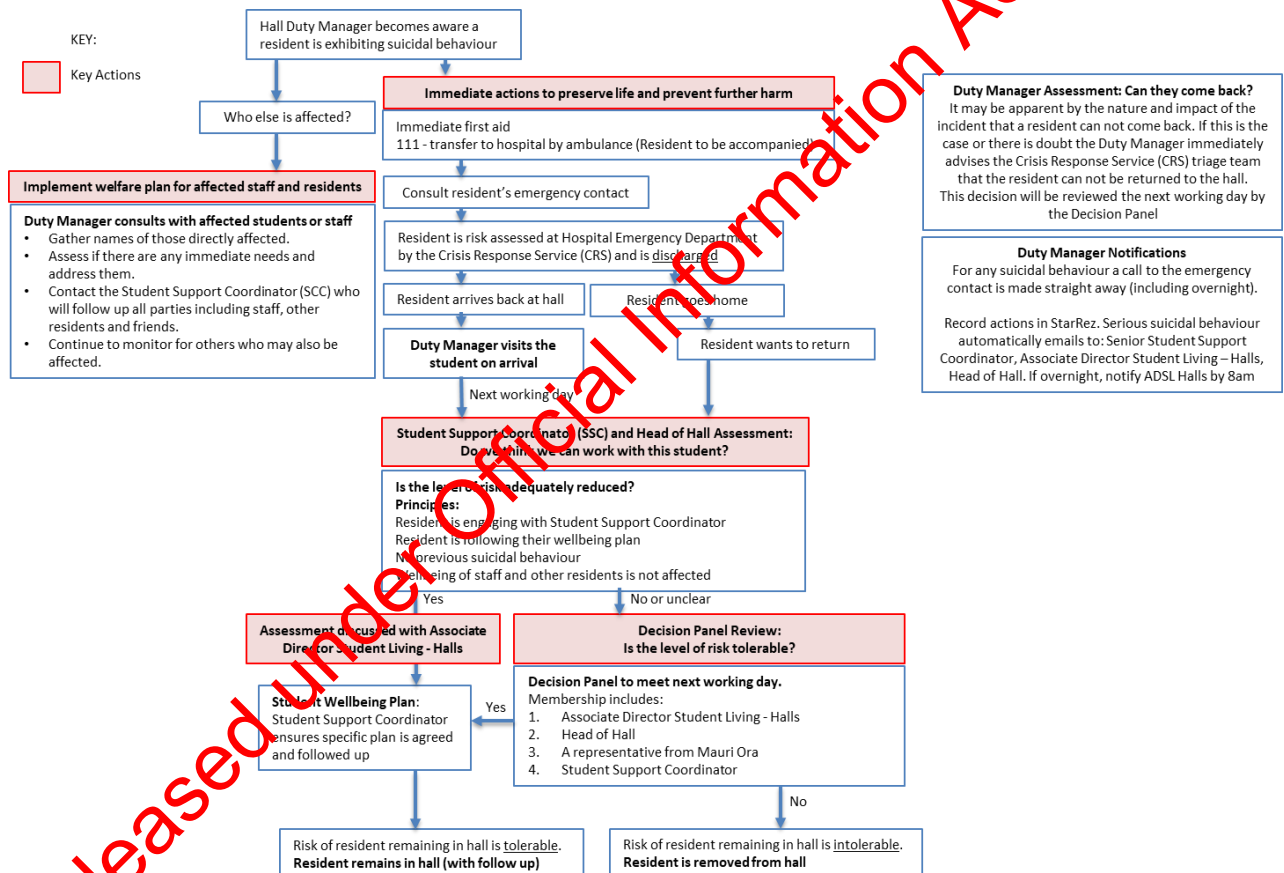 KEY:
Key Actions
Hall Duty Manager becomes aware a
resident is exhibiting suicidal behaviour
Who else is affected?
Implement welfare plan for affected staff and residents
Duty Manager consults with affected students or staff
• Gather names of those directly affected.
• Assess if there are any immediate needs and
address them.
• Contact the Student Support Coordinator (SCC) who
will follow up all parties including staff, other
residents and friends.
• Continue to monitor for others who may also be
affected.
Immediate actions to preserve life and prevent further harm
Immediate first aid
111 - transfer to hospital by ambulance (Resident to be accompanied)
Consult resident's emergency contact
Resident is risk assessed at Hospital Emergency Department
by the Crisis Response Service (CRS) and is discharged
Resident arrives back at hall
Resident goes home
Duty Manager visits the
student on arrival
Resident wants to return
Next working day
Student Support Coordinator (SSC) and Head of Hall Assessment:
Do we think we can work with this student?
Is the level of risk adequately reduced?
Principles:
Resident is engaging with Student Support Coordinator
Resident is following their wellbeing plan
No previous suicidal behaviour
Wellbeing of staff and other residents is not affected
Yes
No or unclear
Assessment discussed with Associate
Director Student Living - Halls
Decision Panel Review:
Is the level of risk tolerable?
Student Wellbeing Plan:
Student Support Coordinator
ensures specific plan is agreed
and followed up
Yes
Decision Panel to meet next working day.
Membership includes:
1. Associate Director Student Living - Halls
2. Head of Hall
3. A representative from Mauri Ora
4. Student Support Coordinator
No
Risk of resident remaining in hall is tolerable.
Resident remains in hall (with follow up)
Risk of resident remaining in hall is intolerable.
Resident is removed from hall
Duty Manager Assessment: Can they come back?
It may be apparent by the nature and impact of the
incident that a resident can not come back. If this is the
case or there is doubt the Duty Manager immediately
advises the Crisis Response Service (CRS) triage team
that the resident can not be returned to the hall.
This decision will be reviewed the next working day by
the Decision Panel
Duty Manager Notifications
For any suicidal behaviour a call to the emergency
contact is made straight away (including overnight).
Record actions in StarRez. Serious suicidal behaviour
automatically emails to: Senior Student Support
Coordinator, Associate Director Student Living – Halls,
Head of Hall. If overnight, notify ADSL Halls by 8am
under Official Information